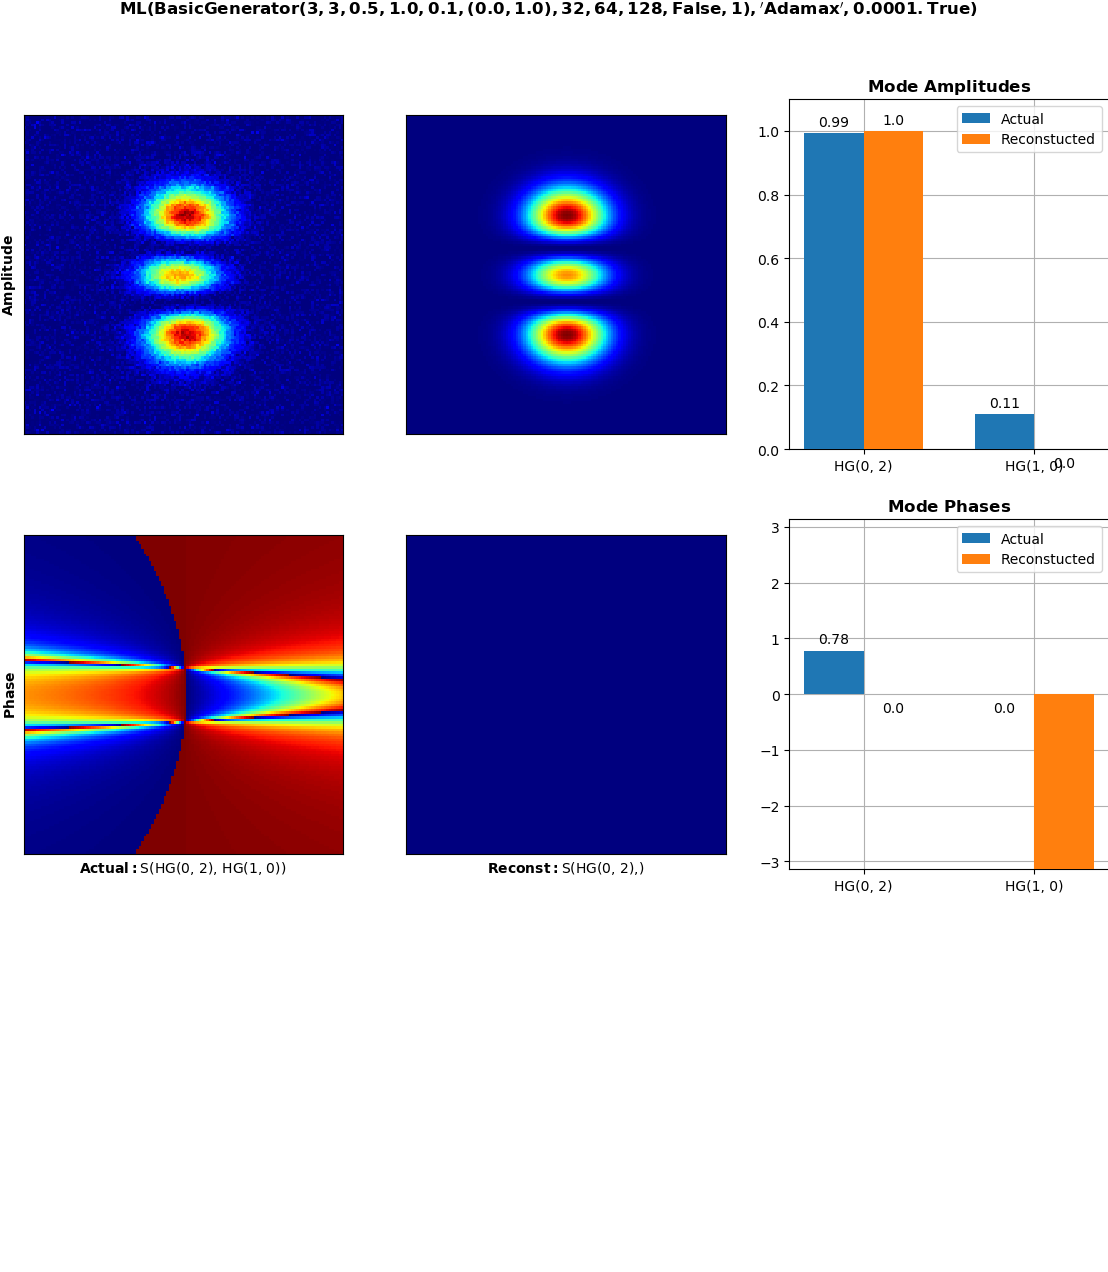 ML(BasicGenerator(3, 3, 0.5, 1.0, 0.1, (0.0, 1.0), 32, 64, 128, False, 1), ′Adamax′, 0.0001. True)
Mode Amplitudes
Amplitude
0.99
1.0
Actual
Reconstucted
1.0
0.8
0.6
0.4
0.2
0.0
0.11
0.0
HG(0, 2)
HG(1, 0)
Mode Phases
Phase
Actual
Reconstucted
3
2
1
0
−1
−2
−3
0.78
0.0
0.0
HG(0, 2)
HG(1, 0)
Actual: S(HG(0, 2), HG(1, 0))
Reconst: S(HG(0, 2),)